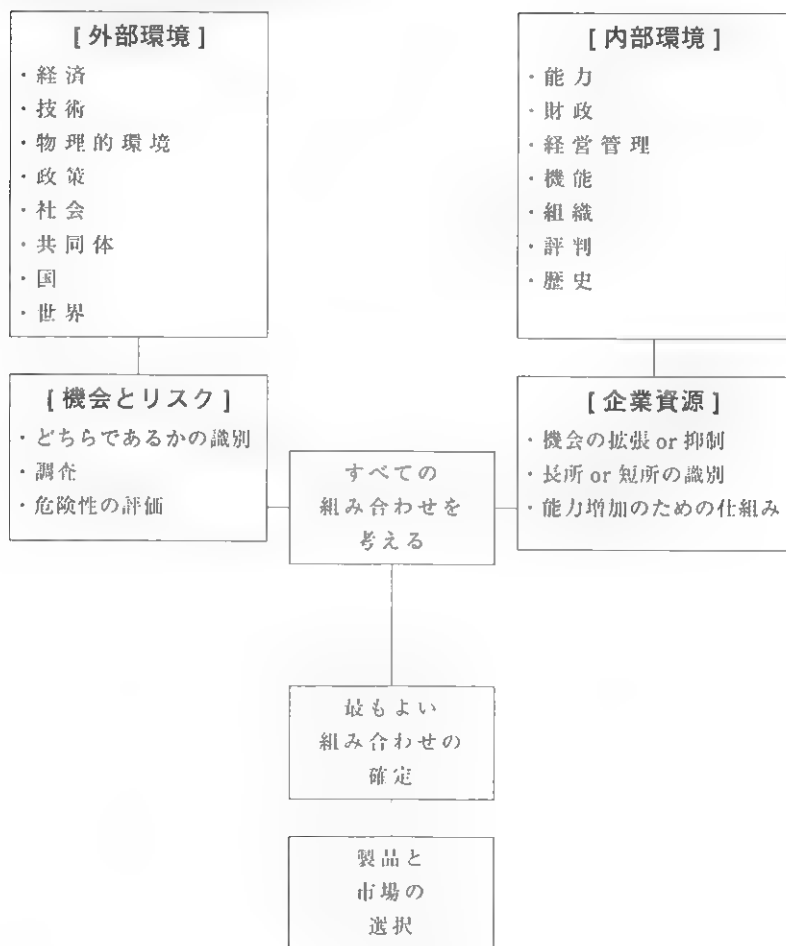 [外部環境]
・経済
・技術
・物理的環境
・政策
・社会
・共同体
・国
・世界
[内部環境]
・能力
・財政
・経営管理
・機能
・組織
・評判
・歴史
[機会とリスク]
・どちらであるかの識別
・調査
・危険性の評価
すべての
組み合わせを
考える
[企業資源]
・機会の拡張 or 抑制
・長所 or 短所の識別
・能力増加のための仕組み
最もよい
組み合わせの
確定
製品と
市場の
選択